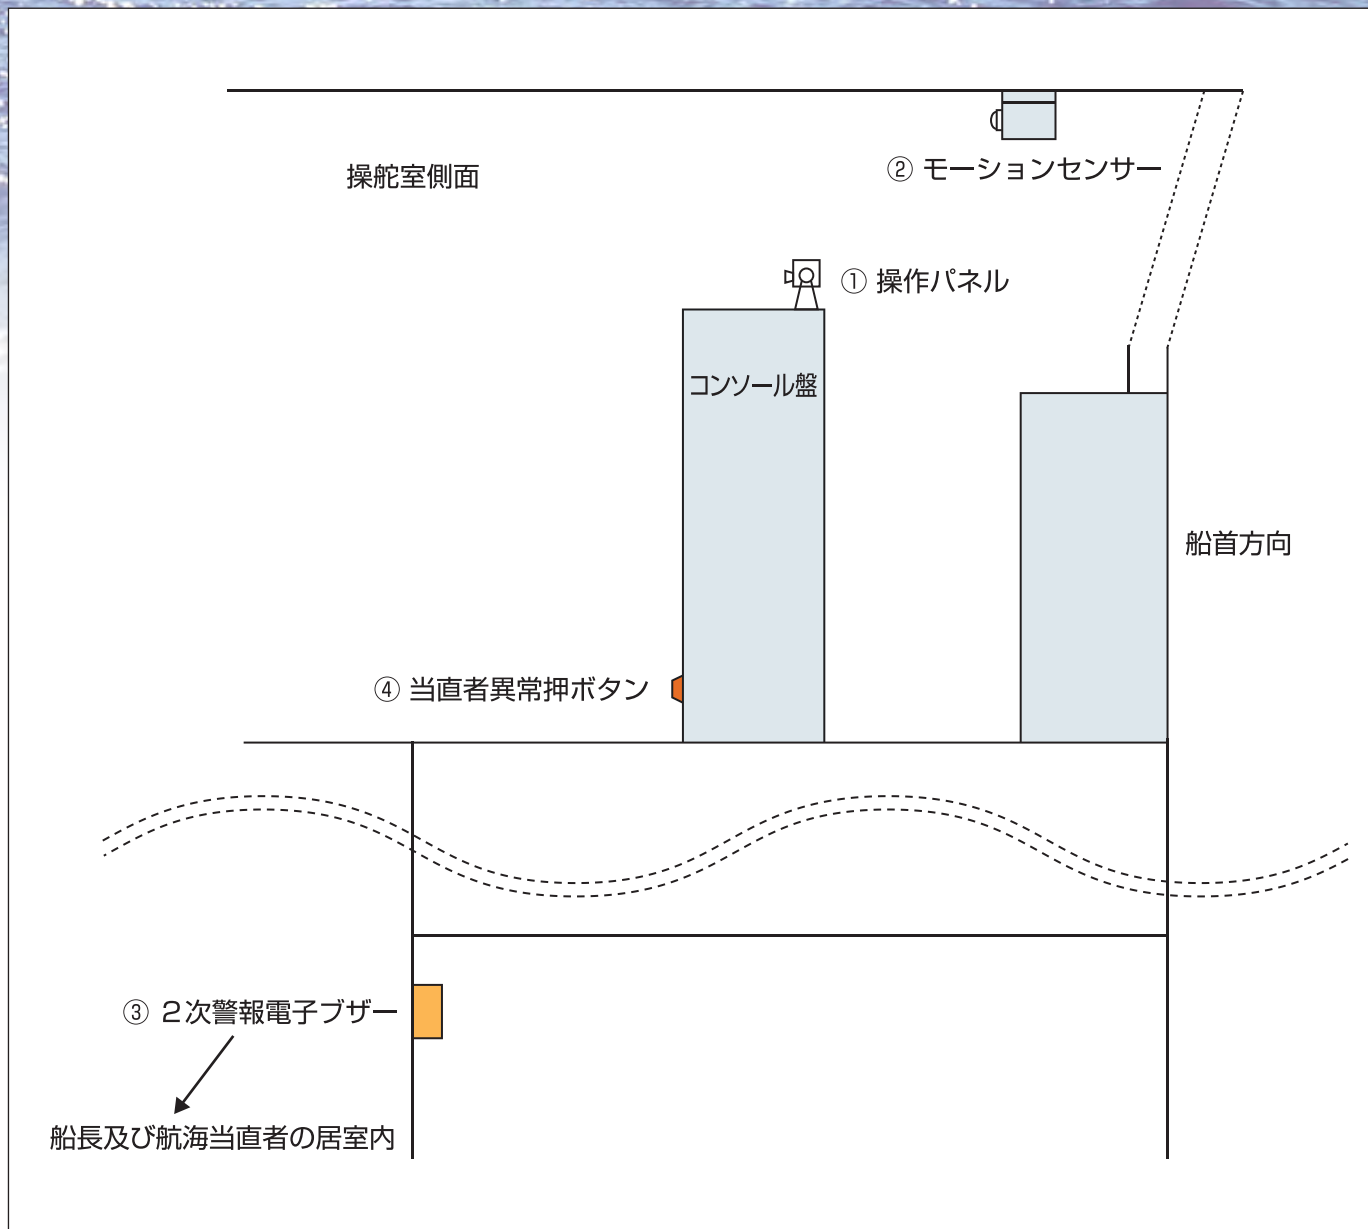 操舵室側面
② モーションセンサー
① 操作パネル
コンソール盤
船首方向
④ 当直者異常押ボタン
③ 2次警報電子ブザー
船長及び航海当直者の居室内